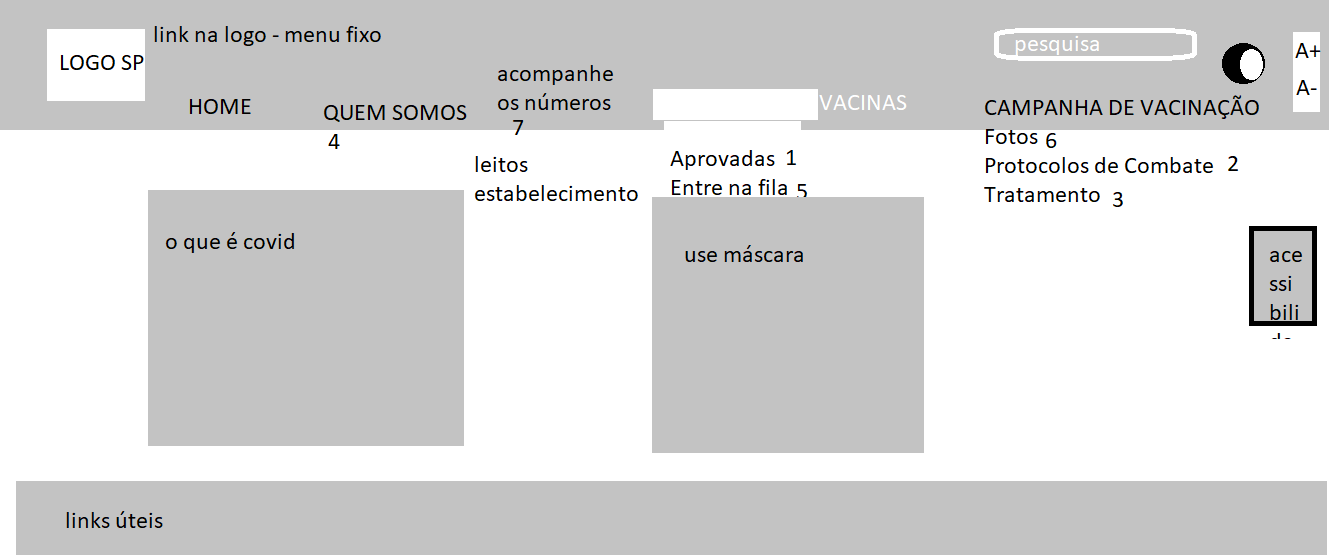 link na logo - menu fixo
LOGO SP
pesquisa
A+
A-
HOME
QUEM SOMOS
4
acompanhe
os números
7
leitos
estabelecimento
VACINAS
Aprovadas 1
Entre na fila 5
CAMPANHA DE VACINAÇÃO
Fotos 6
Protocolos de Combate 2
Tratamento 3
o que é covid
use máscara
ace
ssi
bili
links úteis